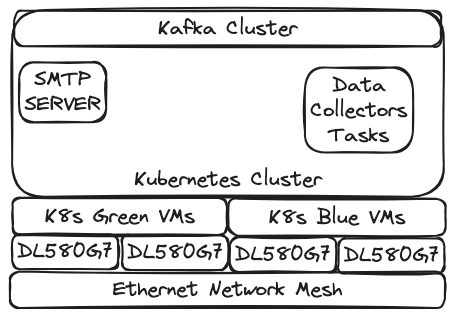 Kafka Cluster
SMTP
SERVER
Data
Collectors
Tasks
Kubernetes Cluster
K8s Green VMs
K8s Blue VMs
DL580G7
DL580G7
DL580G7
DL580G7
Ethernet Network Mesh